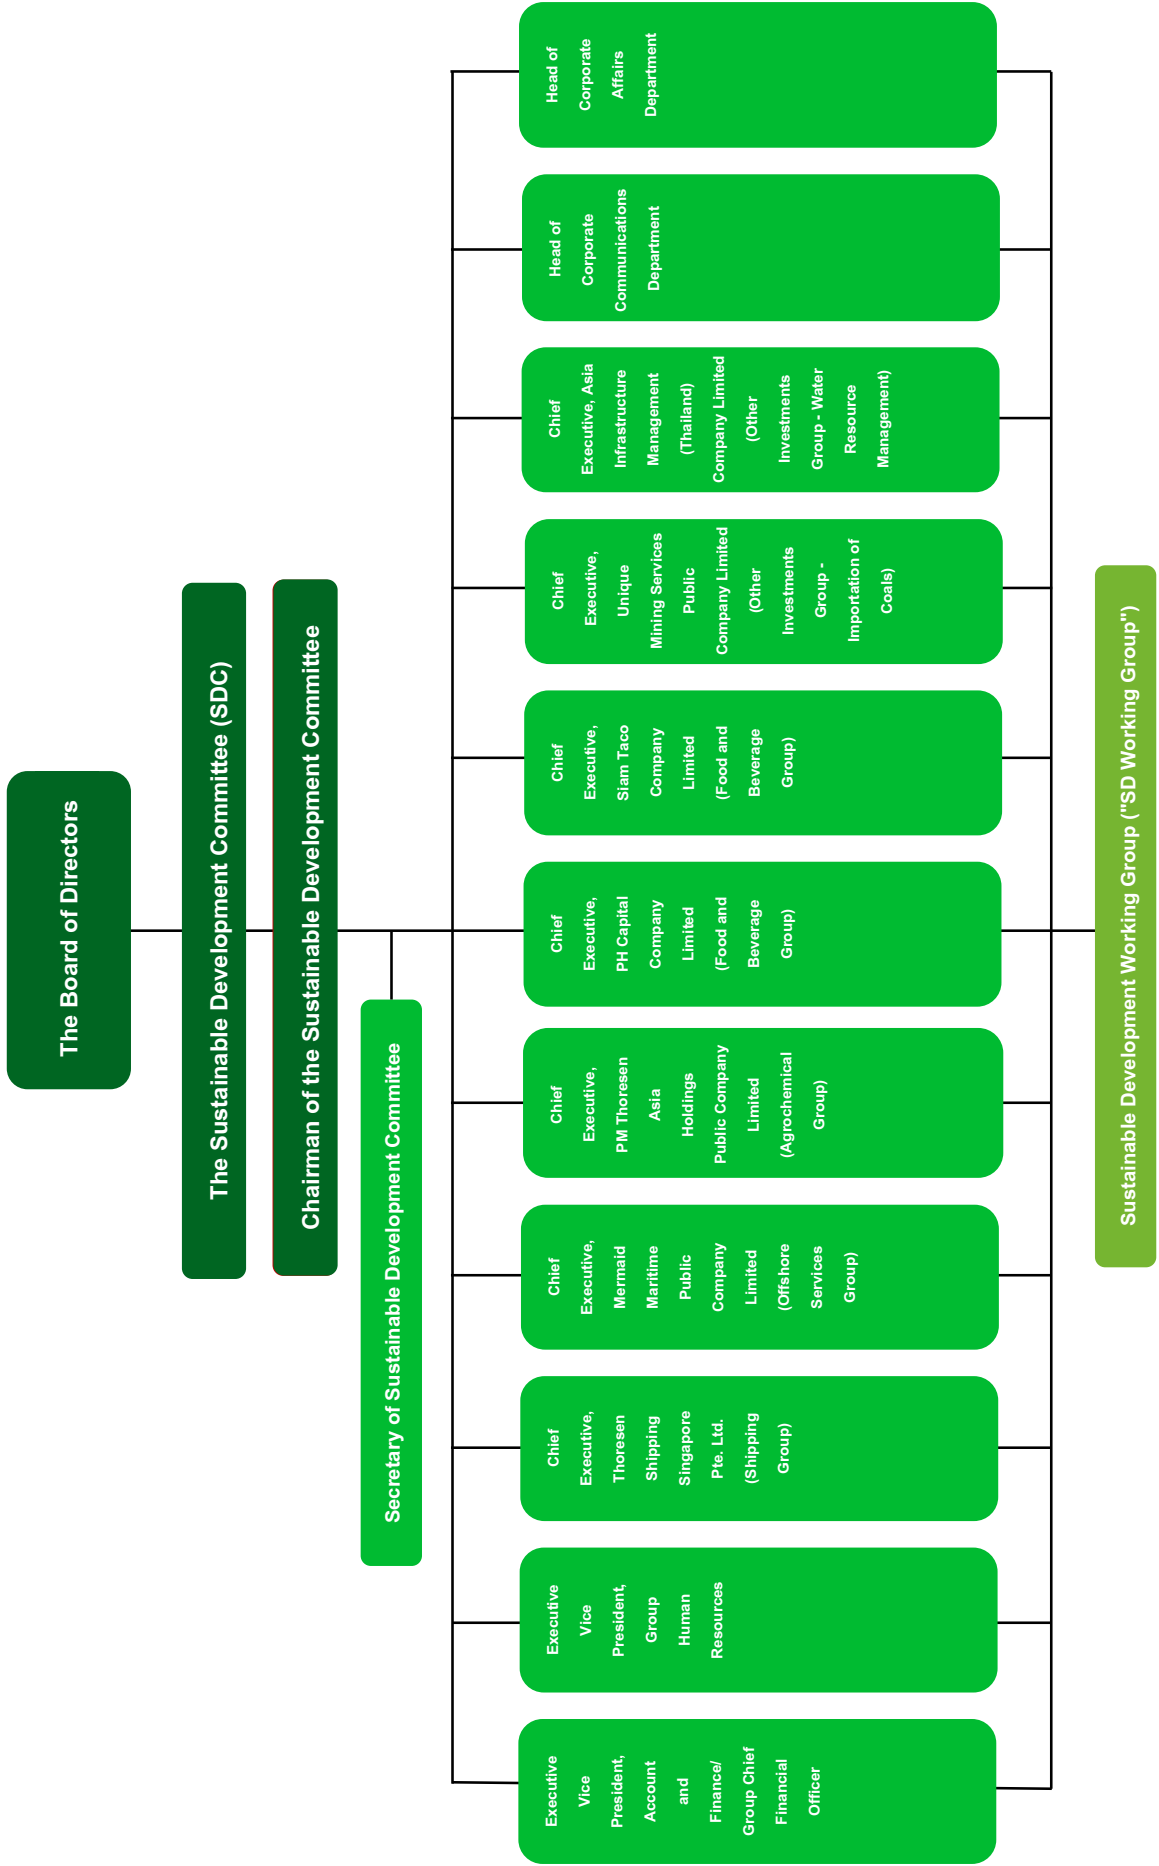 The Board of Directors
The Sustainable Development Committee (SDC)
Chairman of the Sustainable Development Committee
Secretary of Sustainable Development Committee
Executive
Vice
President,
Account
and
Finance/
Group Chief
Financial
Officer
Executive
Vice
President,
Group
Human
Resources
Chief
Executive,
Thoresen
Shipping
Singapore
Pte. Ltd.
(Shipping
Group)
Chief
Executive,
Mermaid
Maritime
Public
Company
Limited
(Offshore
Services
Group)
Chief
Executive,
PM Thoresen
Asia
Holdings
Public Company
Limited
(Agrochemical
Group)
Chief
Executive,
PH Capital
Company
Limited
(Food and
Beverage
Group)
Chief
Executive,
Siam Taco
Company
Limited
(Food and
Beverage
Group)
Chief
Executive,
Unique
Mining Services
Public
Company Limited
(Other
Investments
Group -
Importation of
Coals)
Chief
Executive, Asia
Infrastructure
Management
(Thailand)
Company Limited
(Other
Investments
Group - Water
Resource
Management)
Head of
Corporate
Communications
Department
Head of
Corporate
Affairs
Department
Sustainable Development Working Group ("SD Working Group")